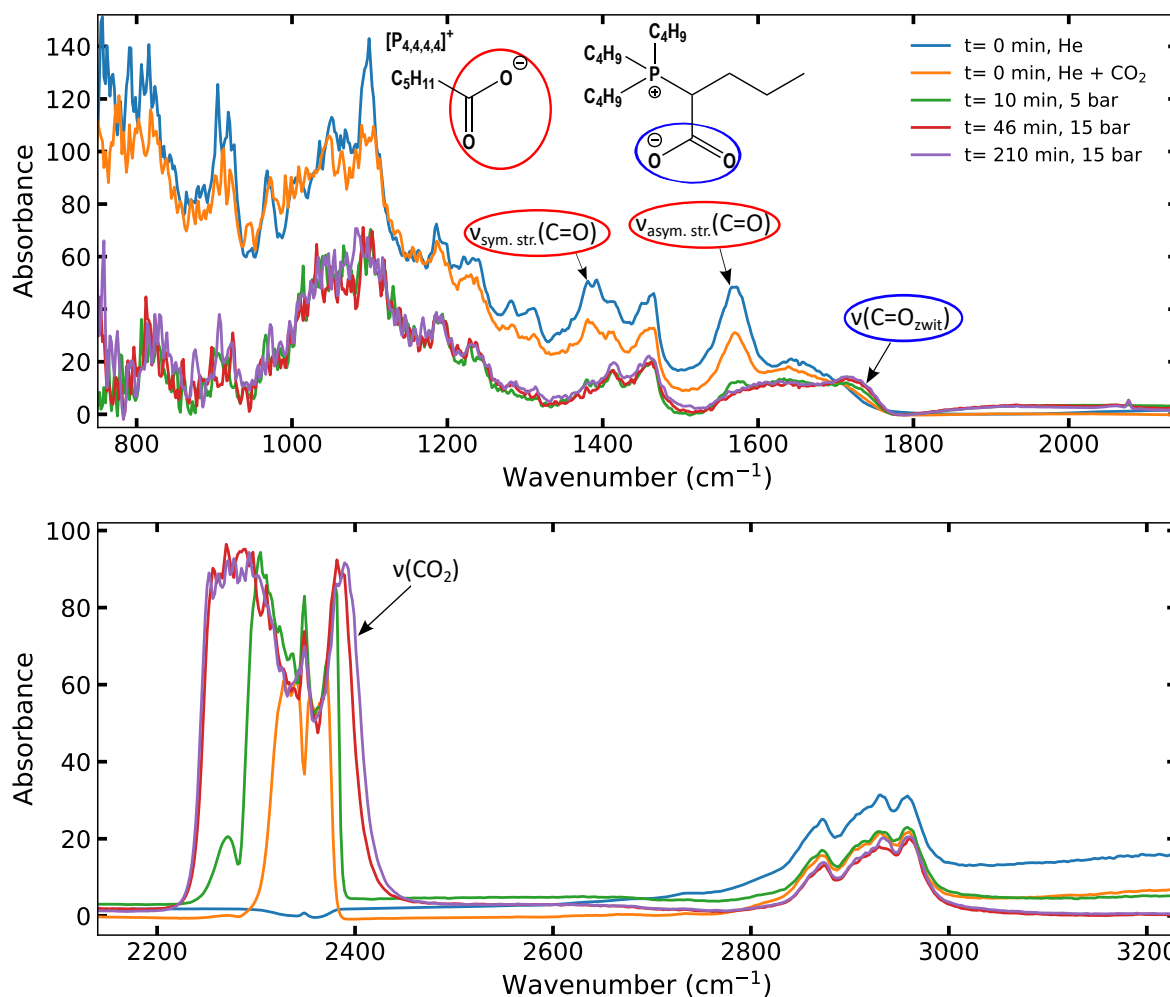 [P4,4,4,4]+
C5H11
O
⊖
O
C4H9
C4H9
P
⊕
C4H9
⊖
O
O
t= 0 min, He
t= 0 min, He + CO2
t= 10 min, 5 bar
t= 46 min, 15 bar
t= 210 min, 15 bar
νsym. str.(C=O)
νasym. str.(C=O)
ν(C=Ozwit)
Absorbance
140
120
100
80
60
40
20
0
800 1000 1200 1400 1600 1800 2000
Wavenumber (cm−1)
ν(CO2)
Absorbance
100
80
60
40
20
0
2200 2400 2600 2800 3000 3200
Wavenumber (cm−1)